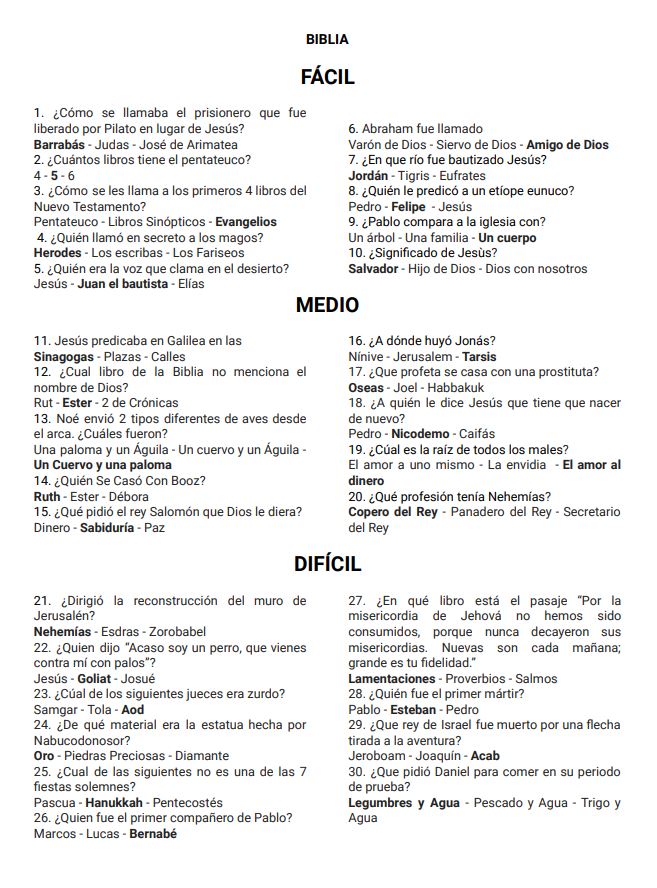 BIBLIA
FÁCIL
1. ¿Cómo se llamaba el prisionero que fue
liberado por Pilato en lugar de Jesús?
Barrabás - Judas - José de Arimatea
2. ¿Cuántos libros tiene el pentateuco?
4 - 5 - 6
3. ¿Cómo se les llama a los primeros 4 libros del
Nuevo Testamento?
Pentateuco - Libros Sinópticos - Evangelios
4. ¿Quién llamó en secreto a los magos?
Herodes - Los escribas - Los Fariseos
5. ¿Quién era la voz que clama en el desierto?
Jesús - Juan el bautista - Elías
6. Abraham fue llamado
Varón de Dios - Siervo de Dios - Amigo de Dios
7. ¿En que río fue bautizado Jesús?
Jordán - Tigris - Eufrates
8. ¿Quién le predicó a un etíope eunuco?
Pedro - Felipe - Jesús
9. ¿Pablo compara a la iglesia con?
Un árbol - Una familia - Un cuerpo
10. ¿Significado de Jesùs?
Salvador - Hijo de Dios - Dios con nosotros
MEDIO
11. Jesús predicaba en Galilea en las
Sinagogas - Plazas - Calles
12. ¿Cual libro de la Biblia no menciona el
nombre de Dios?
Rut - Ester - 2 de Crónicas
13. Noé envió 2 tipos diferentes de aves desde
el arca. ¿Cuáles fueron?
Una paloma y un Águila - Un cuervo y un Águila -
Un Cuervo y una paloma
14. ¿Quién Se Casó Con Booz?
Ruth - Ester - Débora
15. ¿Qué pidió el rey Salomón que Dios le diera?
Dinero - Sabiduría - Paz
16. ¿A dónde huyó Jonás?
Nínive - Jerusalem - Tarsis
17. ¿Que profeta se casa con una prostituta?
Oseas - Joel - Habbakuk
18. ¿A quién le dice Jesús que tiene que nacer
de nuevo?
Pedro - Nicodemo - Caifás
19. ¿Cúal es la raíz de todos los males?
El amor a uno mismo - La envidia - El amor al
dinero
20. ¿Qué profesión tenía Nehemías?
Copero del Rey - Panadero del Rey - Secretario
del Rey
DIFÍCIL
21. ¿Dirigió la reconstrucción del muro de
Jerusalén?
Nehemías - Esdras - Zorobabel
22. ¿Quien dijo “Acaso soy un perro, que vienes
contra mí con palos”?
Jesús - Goliat - Josué
23. ¿Cúal de los siguientes jueces era zurdo?
Samgar - Tola - Aod
24. ¿De qué material era la estatua hecha por
Nabucodonosor?
Oro - Piedras Preciosas - Diamante
25. ¿Cual de las siguientes no es una de las 7
fiestas solemnes?
Pascua - Hanukkah - Pentecostés
26. ¿Quien fue el primer compañero de Pablo?
Marcos - Lucas - Bernabé
27. ¿En qué libro está el pasaje “Por la
misericordia de Jehová no hemos sido
consumidos, porque nunca decayeron sus
misericordias. Nuevas son cada mañana;
grande es tu fidelidad.”
Lamentaciones - Proverbios - Salmos
28. ¿Quién fue el primer mártir?
Pablo - Esteban - Pedro
29. ¿Que rey de Israel fue muerto por una flecha
tirada a la aventura?
Jeroboam - Joaquín - Acab
30. ¿Que pidió Daniel para comer en su periodo
de prueba?
Legumbres y Agua - Pescado y Agua - Trigo y
Agua